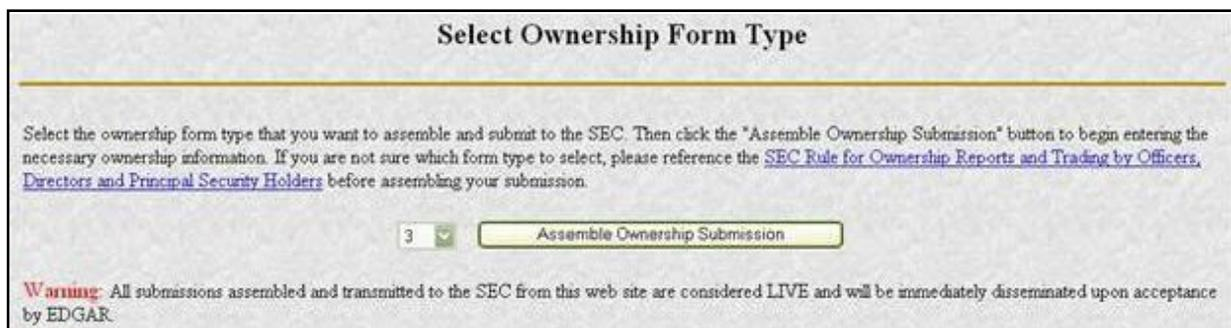 Select Ownership Form Type
Select the ownership form type that you want to assemble and submit to the SEC. Then click the "Assemble Ownership Submission" button to begin entering the
necessary ownership information. If you are not sure which form type to select, please reference the SEC Rule for Ownership Reports and Trading by Officers,
Directors and Principal Security Holders before assembling your submission.
3 Assemble Ownership Submission
Warning: All submissions assembled and transmitted to the SEC from this web site are considered LIVE and will be immediately disseminated upon acceptance
by EDGAR.